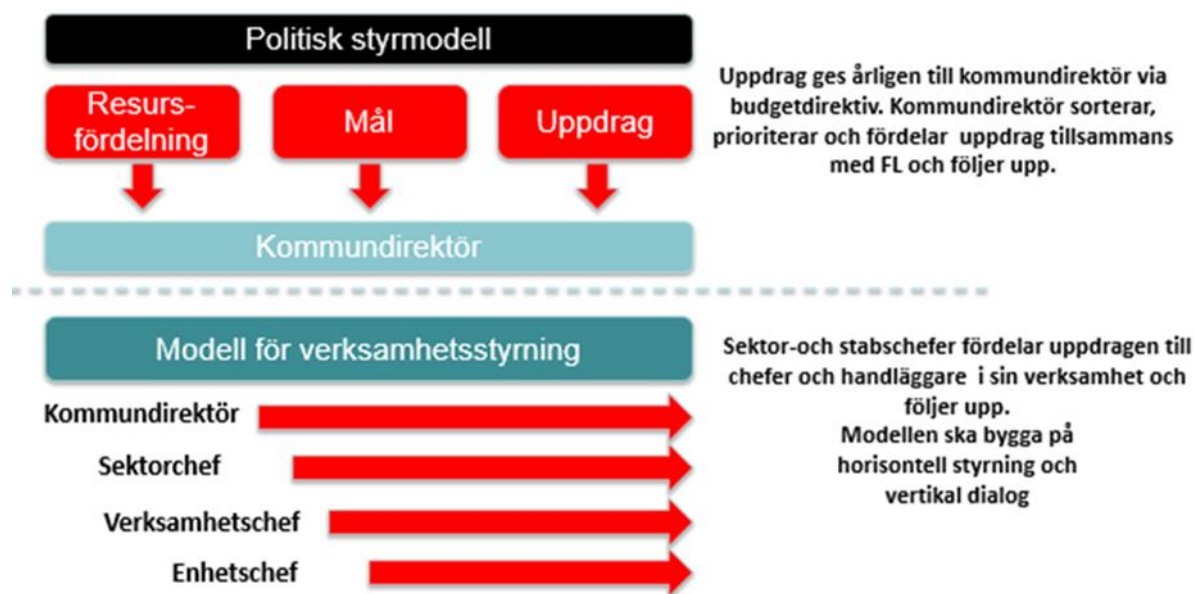 Politisk styrmodell
Resurs-
fördelning
Mål
Uppdrag
Uppdrag ges årligen till kommundirektör via
budgetdirektiv. Kommundirektör sorterar,
prioriterar och fördelar uppdrag tillsammans
med FL och följer upp.
Kommundirektör
Modell för verksamhetsstyrning
Sektor-och stabschefer fördelar uppdragen till
chefer och handläggare i sin verksamhet och
följer upp.
Modellen ska bygga på
horisontell styrning och
vertikal dialog
Kommundirektör
Sektorchef
Verksamhetschef
Enhetschef